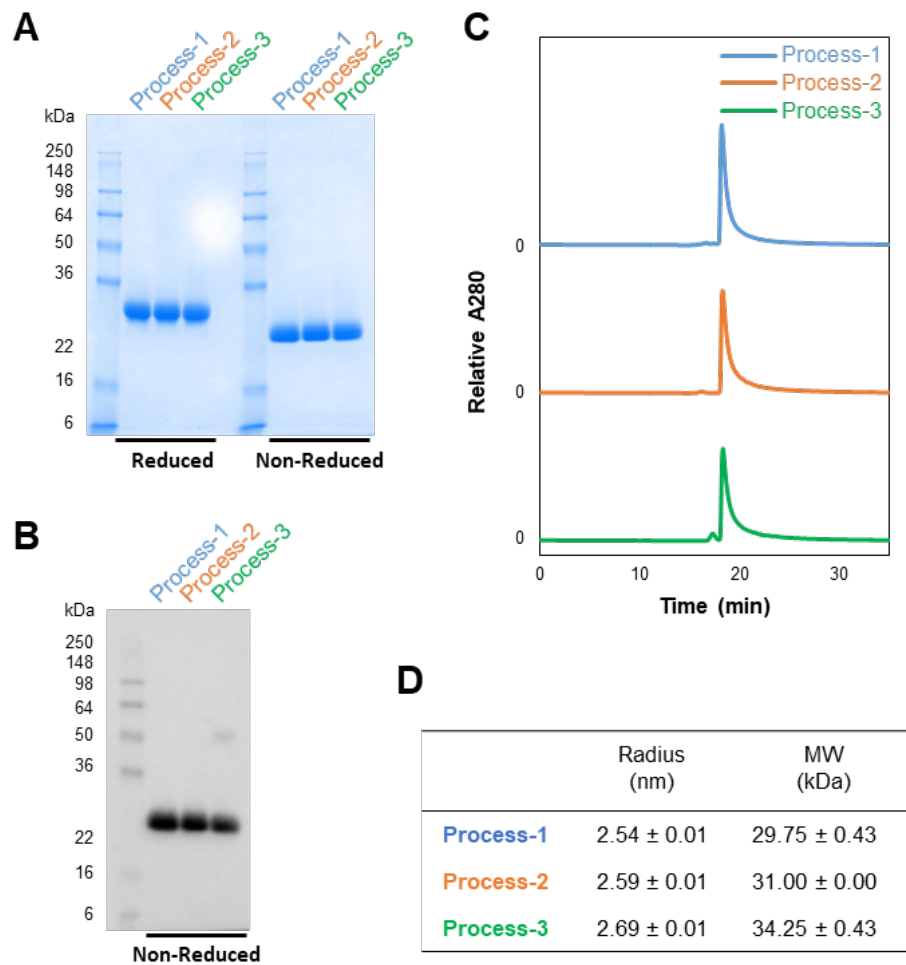 A
Process-1
Process-2
Process-3
Process-1
Process-2
Process-3
kDa
250
148
98
64
50
36
22
16
6
Reduced
Non-Reduced
B
Process-1
Process-2
Process-3
kDa
250
148
98
64
50
36
22
16
6
Non-Reduced
C
Process-1
Process-2
Process-3
Relative A280
0
0
0
0 10 20 30
Time (min)
D
Radius (nm) MW (kDa)
Process-1 2.54 ± 0.01 29.75 ± 0.43
Process-2 2.59 ± 0.01 31.00 ± 0.00
Process-3 2.69 ± 0.01 34.25 ± 0.43